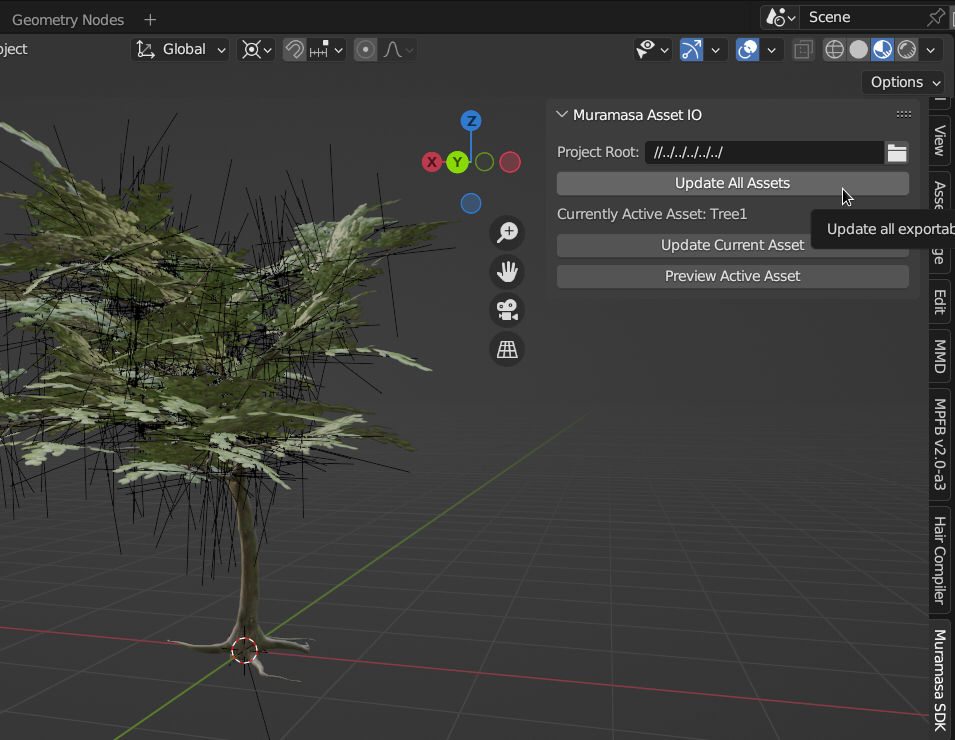 Geometry Nodes +
Scene
ject
Global
Options
Muramasa Asset IO
Project Root: //../../../../../
Update All Assets
Currently Active Asset: Tree1
Update all exportab
Update Current Asset
Preview Active Asset
Z
X
Y
View
Asse
ge
Edit
MMD
MPFB v2.0-a3
Hair Compiler
Muramasa SDK